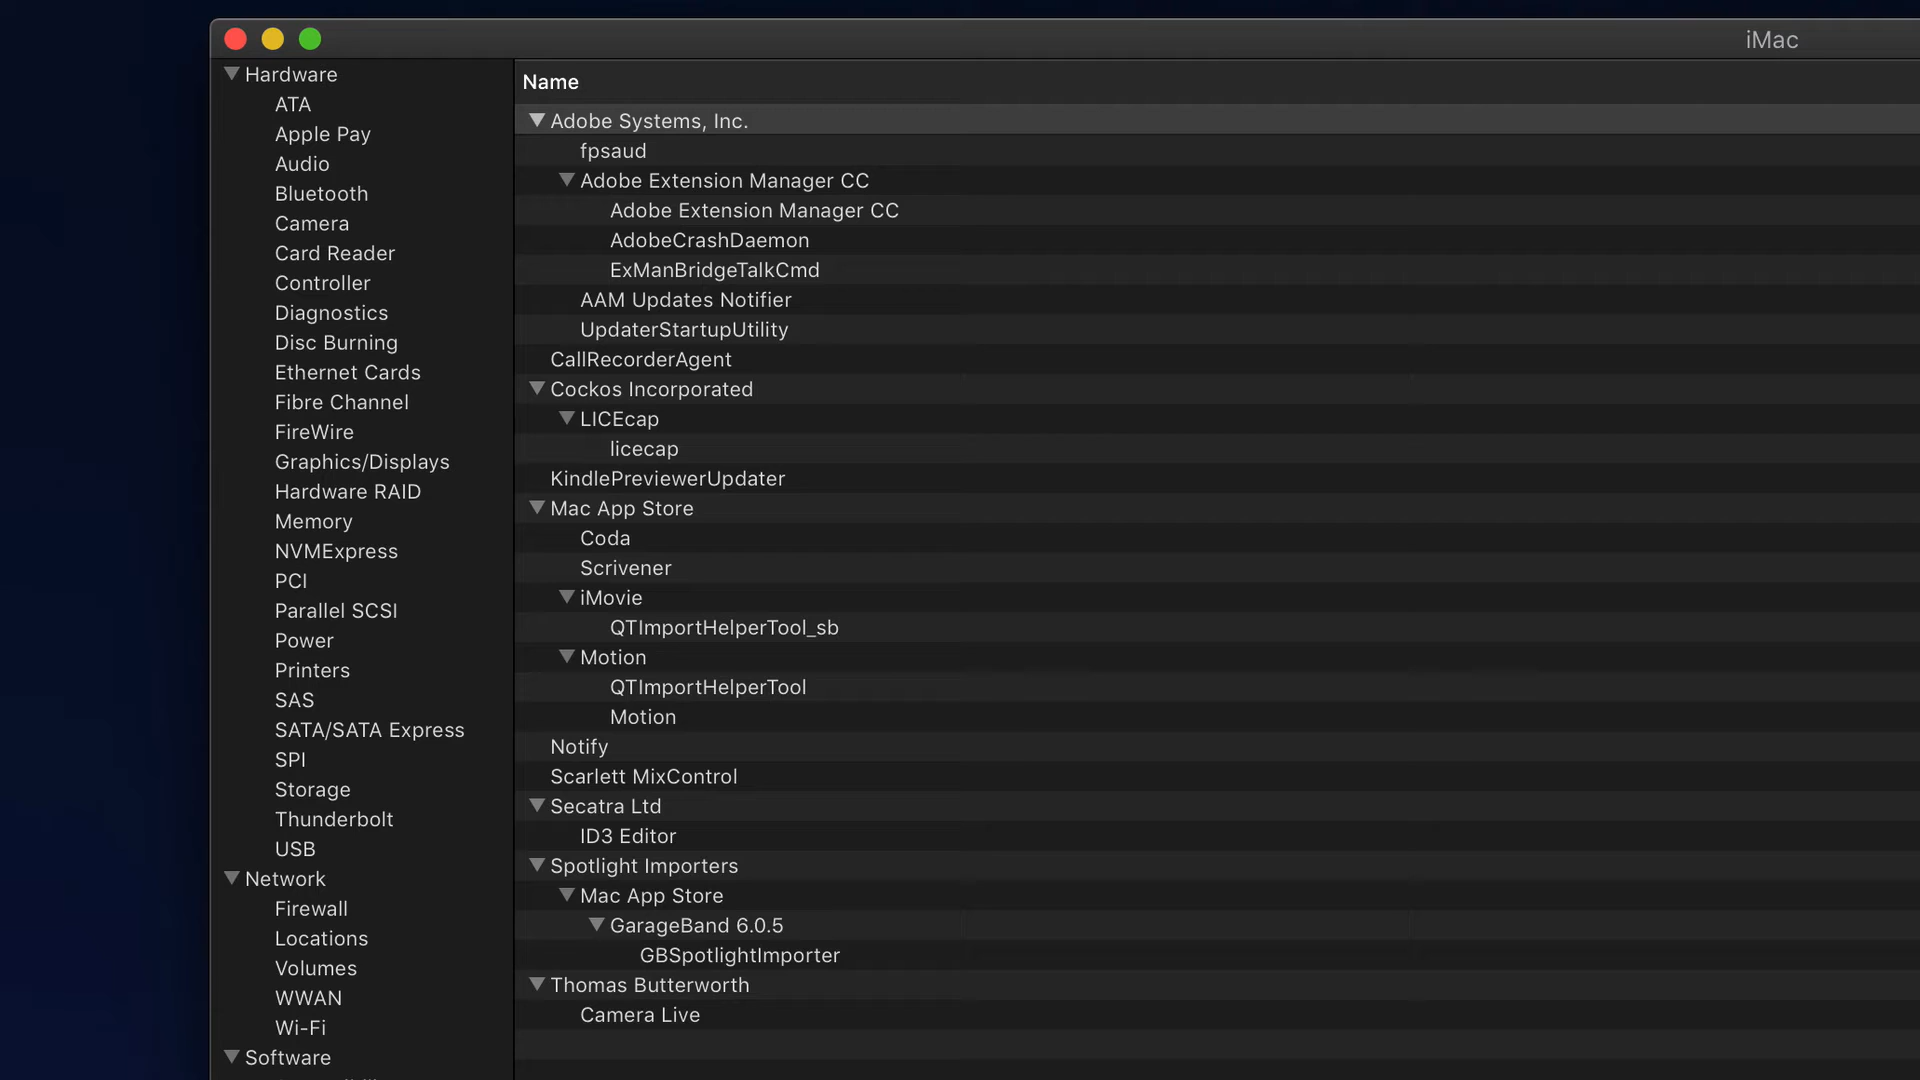 iMac
Hardware
ATA
Apple Pay
Audio
Bluetooth
Camera
Card Reader
Controller
Diagnostics
Disc Burning
Ethernet Cards
Fibre Channel
FireWire
Graphics/Displays
Hardware RAID
Memory
NVMExpress
PCI
Parallel SCSI
Power
Printers
SAS
SATA/SATA Express
SPI
Storage
Thunderbolt
USB
Network
Firewall
Locations
Volumes
WWAN
Wi-Fi
Software
Name
Adobe Systems, Inc.
fpsaud
Adobe Extension Manager CC
Adobe Extension Manager CC
AdobeCrashDaemon
ExManBridgeTalkCmd
AAM Updates Notifier
UpdaterStartupUtility
CallRecorderAgent
Cockos Incorporated
LICEcap
licecap
KindlePreviewerUpdater
Mac App Store
Coda
Scrivener
iMovie
QTImportHelperTool_sb
Motion
QTImportHelperTool
Motion
Notify
Scarlett MixControl
Secatra Ltd
ID3 Editor
Spotlight Importers
Mac App Store
GarageBand 6.0.5
GBSpotlightImporter
Thomas Butterworth
Camera Live